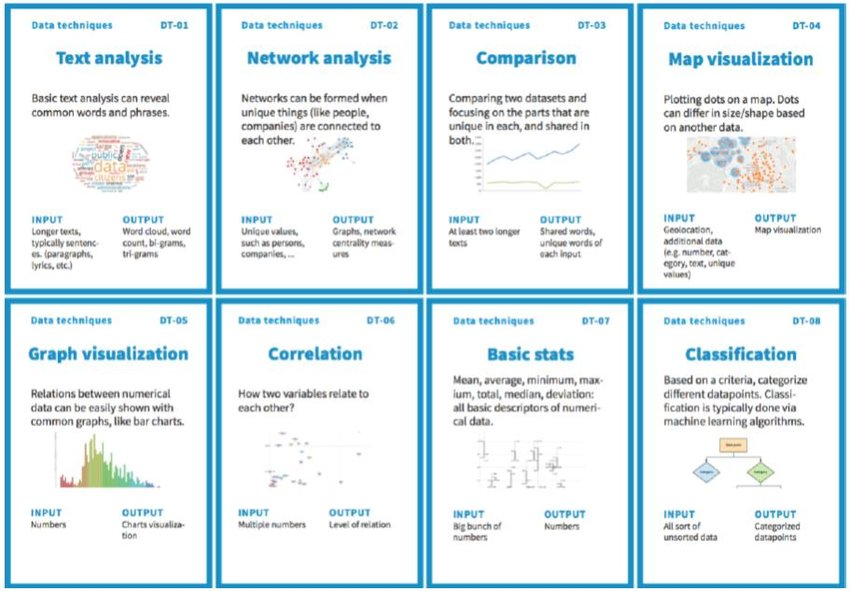 Data techniques DT-01
Text analysis
Basic text analysis can reveal
common words and phrases.
public
data
citizens
INPUT
Longer texts,
typically sentenc-
es. (paragraphs,
lyrics, etc.)
OUTPUT
Word cloud, word
count, bi-grams,
tri-grams
Data techniques DT-02
Network analysis
Networks can be formed when
unique things (like people,
companies) are connected to
each other.
INPUT
Unique values,
such as persons,
companies, ...
OUTPUT
Graphs, network
centrality meas-
ures
Data techniques DT-03
Comparison
Comparing two datasets and
focusing on the parts that are
unique in each, and shared in
both.
INPUT
At least two longer
texts
OUTPUT
Shared words,
unique words of
each input
Data techniques DT-04
Map visualization
Plotting dots on a map. Dots
can differ in size/shape based
on another data.
INPUT
Geolocation,
additional data
(e.g. number, cat-
egory, text, unique
values)
OUTPUT
Map visualization
Data techniques DT-05
Graph visualization
Relations between numerical
data can be easily shown with
common graphs, like bar charts.
INPUT
Numbers
OUTPUT
Charts visualiza-
tion
Data techniques DT-06
Correlation
How two variables relate to
each other?
INPUT
Multiple numbers
OUTPUT
Level of relation
Data techniques DT-07
Basic stats
Mean, average, minimum, max-
ium, total, median, deviation:
all basic descriptors of numeri-
cal data.
INPUT
Big bunch of
numbers
OUTPUT
Numbers
Data techniques DT-08
Classification
Based on a criteria, categorize
different datapoints. Classi-
fication is typically done via
machine learning algorithms.
INPUT
All sort of
unsorted data
OUTPUT
Categorized
datapoints